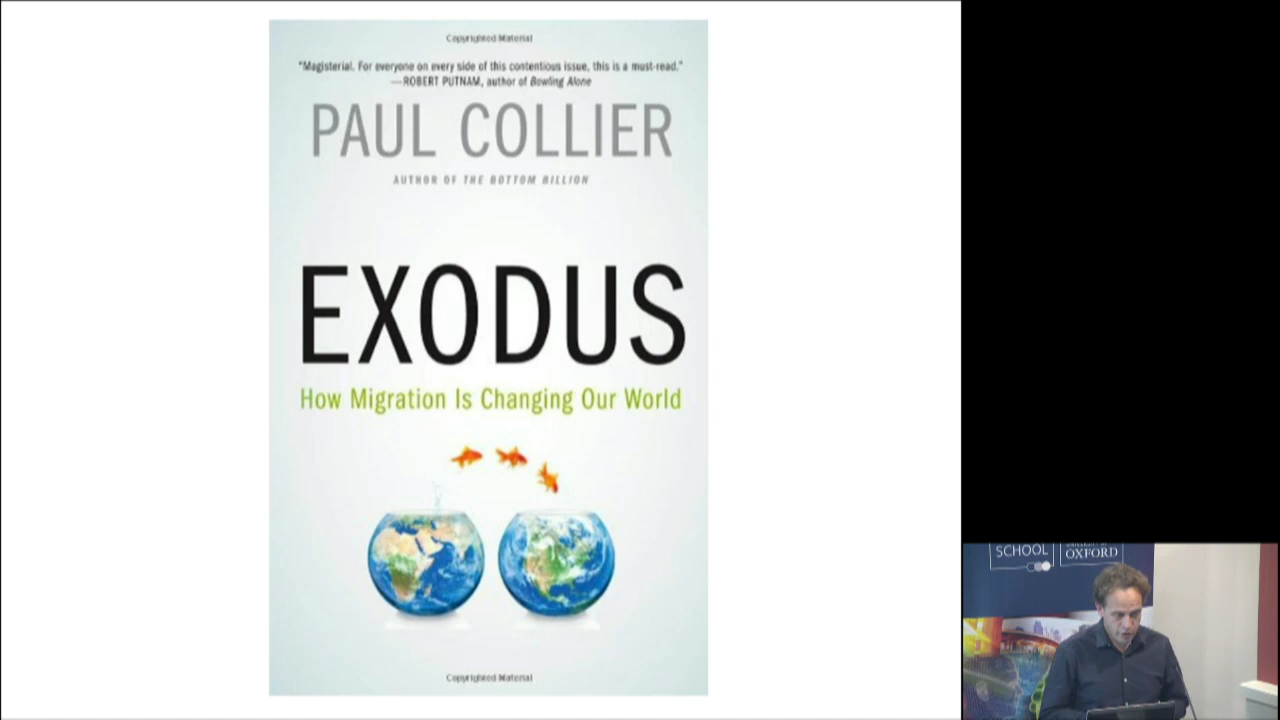 Copyrighted Material
"Magisterial. For everyone on every side of this contentious issue, this is a must-read."
—ROBERT PUTNAM, author of Bowling Alone
PAUL COLLIER
AUTHOR OF THE BOTTOM BILLION
EXODUS
How Migration Is Changing Our World
Copyrighted Material
SCHOOL
UNIVERSITY OF
OXFORD